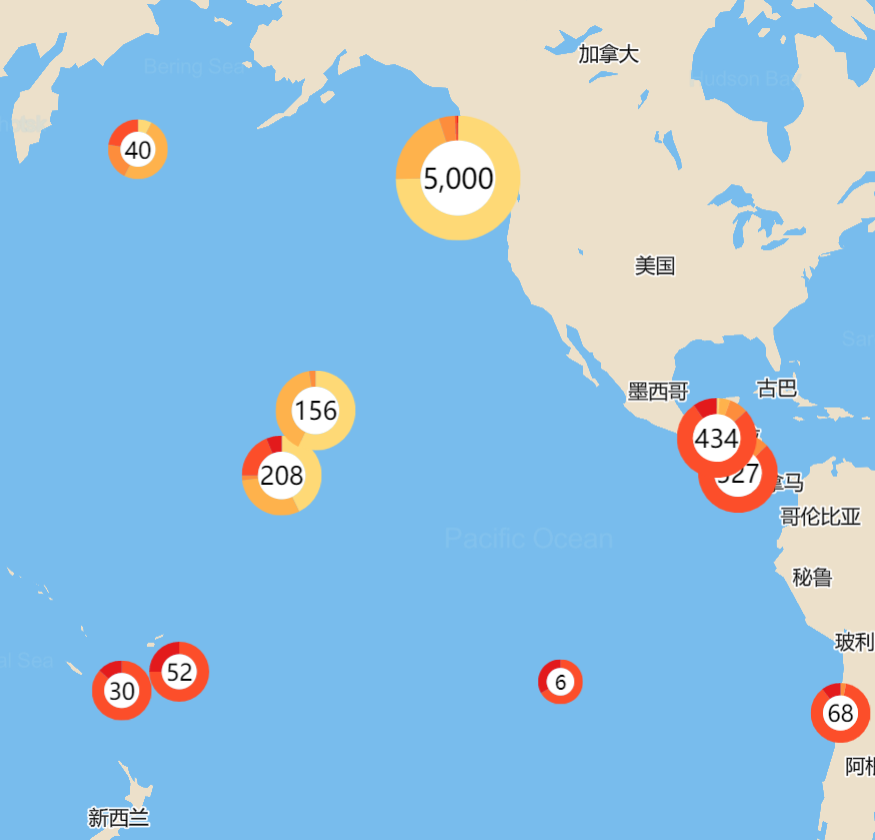 加拿大
Bering Sea
Hudson Bay
40
5,000
美国
墨西哥
古巴
156
434
208
327
拿马
哥伦比亚
Pacific Ocean
秘鲁
玻利
al Sea
52
30
6
68
阿根
新西兰